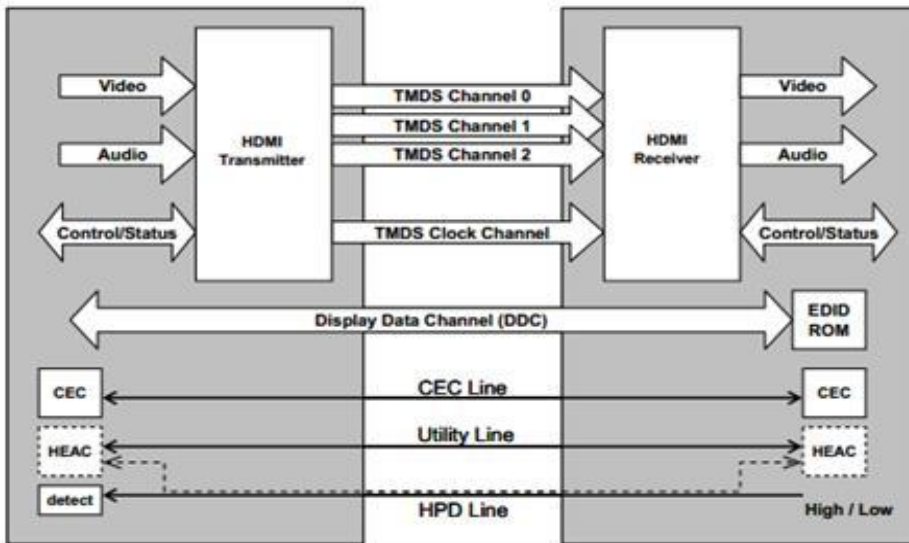 Video
Audio
Control/Status
HDMI
Transmitter
TMDS Channel 0
TMDS Channel 1
TMDS Channel 2
TMDS Clock Channel
HDMI
Receiver
Video
Audio
Control/Status
Display Data Channel (DDC)
EDID
ROM
CEC
CEC Line
CEC
HEAC
Utility Line
HEAC
detect
HPD Line
High / Low